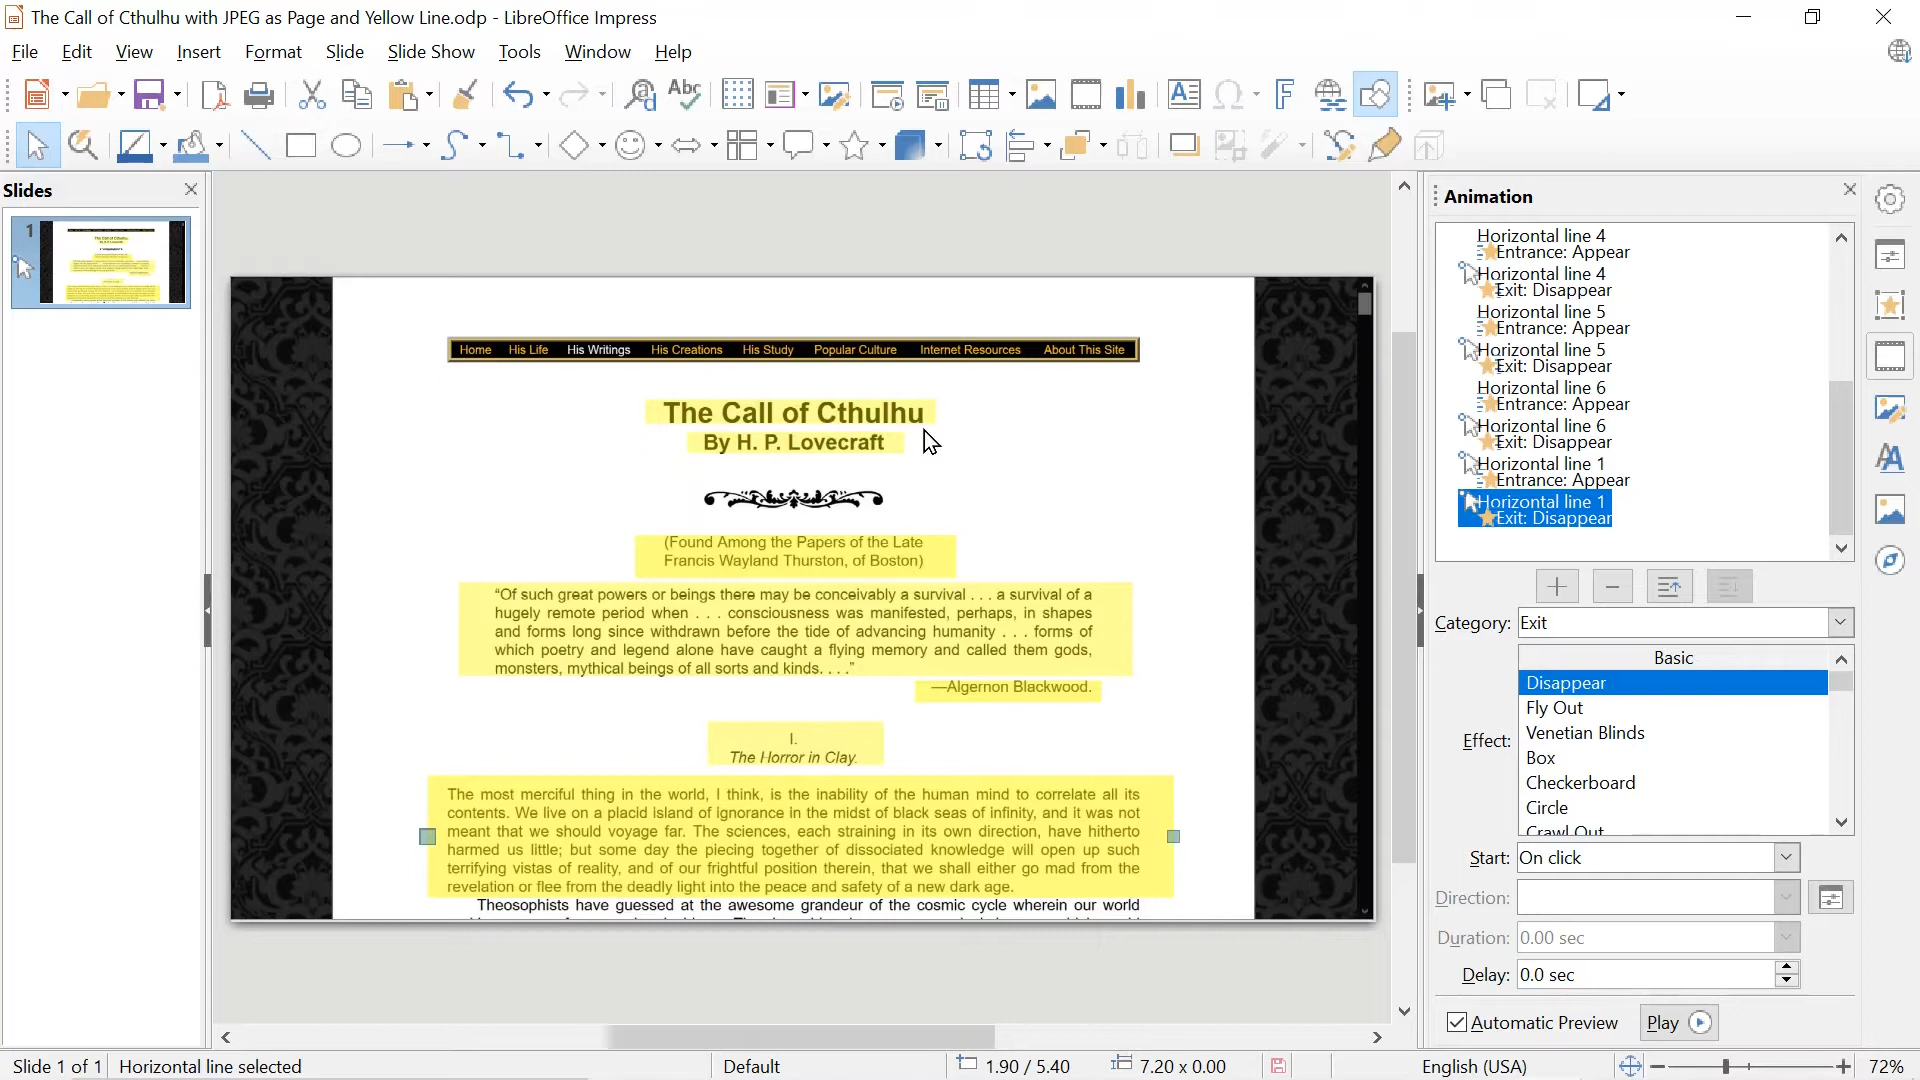 The Call of Cthulhu with JPEG as Page and Yellow Line.odp - LibreOffice Impress
File Edit View Insert Format Slide Slide Show Tools Window Help
Slides
1
Home His Life His Writings His Creations His Study Popular Culture Internet Resources About This Site
The Call of Cthulhu
By H. P. Lovecraft
(Found Among the Papers of the Late
Francis Wayland Thurston, of Boston)
“Of such great powers or beings there may be conceivably a survival . . . a survival of a
hugely remote period when . . . consciousness was manifested, perhaps, in shapes
and forms long since withdrawn before the tide of advancing humanity . . . forms of
which poetry and legend alone have caught a flying memory and called them gods,
monsters, mythical beings of all sorts and kinds. . . .”
—Algernon Blackwood.
I.
The Horror in Clay.
The most merciful thing in the world, I think, is the inability of the human mind to correlate all its
contents. We live on a placid island of ignorance in the midst of black seas of infinity, and it was not
meant that we should voyage far. The sciences, each straining in its own direction, have hitherto
harmed us little; but some day the piecing together of dissociated knowledge will open up such
terrifying vistas of reality, and of our frightful position therein, that we shall either go mad from the
revelation or flee from the deadly light into the peace and safety of a new dark age.
Theosophists have guessed at the awesome grandeur of the cosmic cycle wherein our world
Animation
Horizontal line 4
Entrance: Appear
Horizontal line 4
Exit: Disappear
Horizontal line 5
Entrance: Appear
Horizontal line 5
Exit: Disappear
Horizontal line 6
Entrance: Appear
Horizontal line 6
Exit: Disappear
Horizontal line 1
Entrance: Appear
Horizontal line 1
Exit: Disappear
Category: Exit
Basic
Disappear
Fly Out
Venetian Blinds
Effect:
Box
Checkerboard
Circle
Crawl Out
Start: On click
Direction:
Duration: 0.00 sec
Delay: 0.0 sec
Automatic Preview Play
Slide 1 of 1 Horizontal line selected Default 1.90 / 5.40 7.20 x 0.00 English (USA) 72%